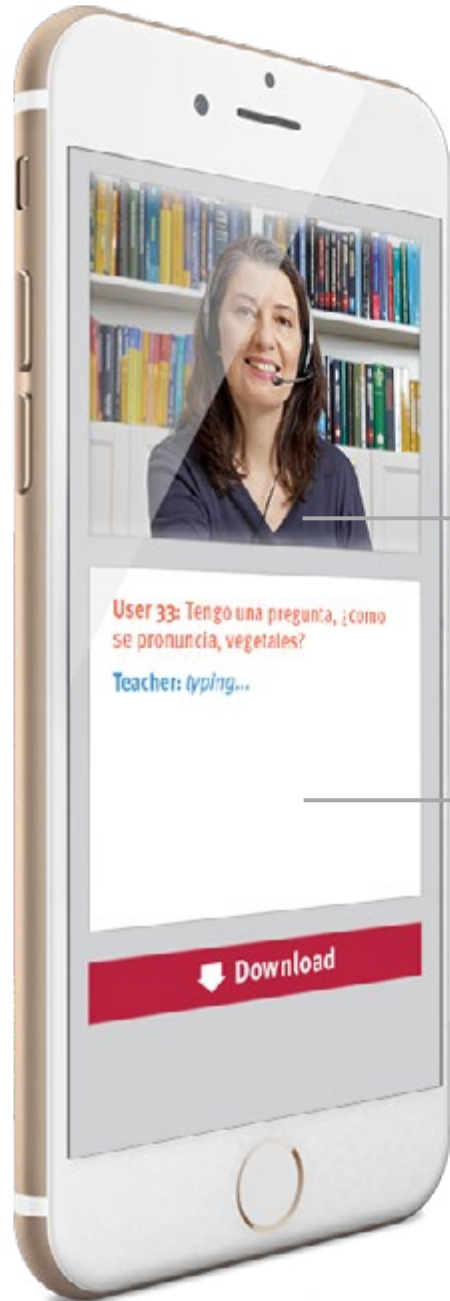 User 33: Tengo una pregunta, ¿como
se pronuncia, vegetales?
Teacher: typing...
Download